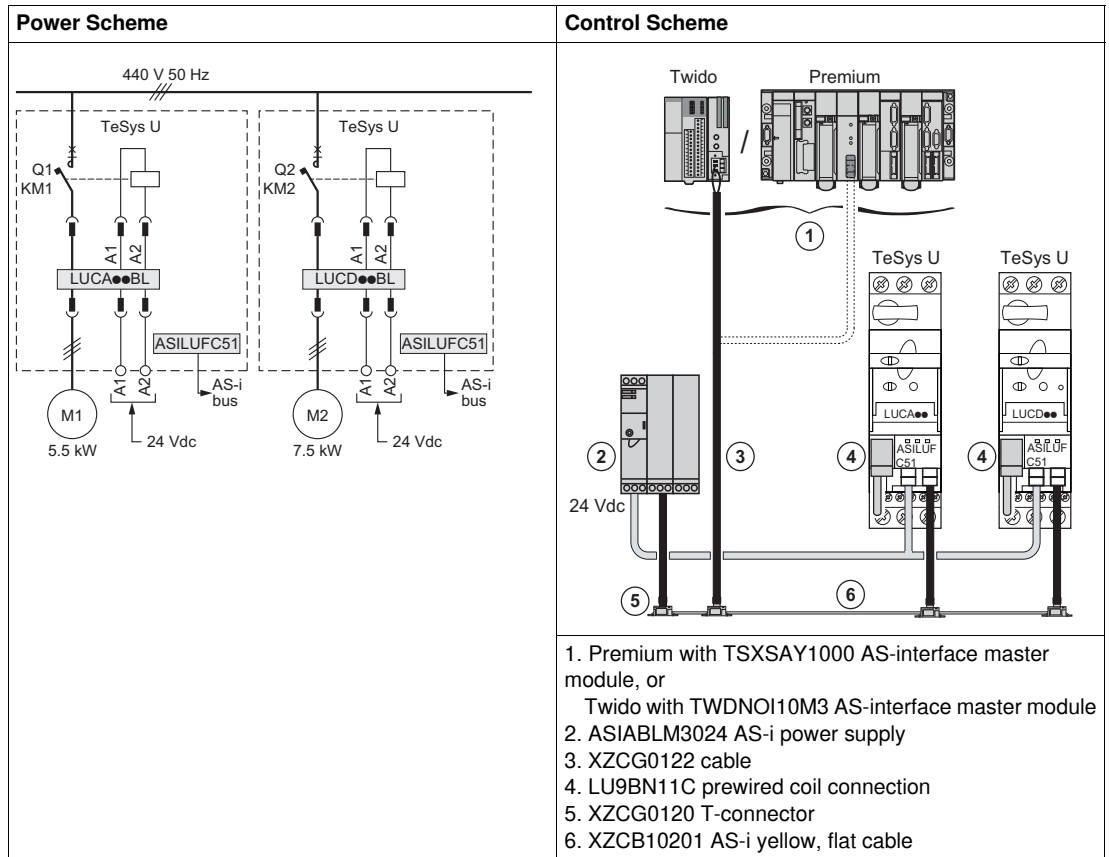 Power Scheme
440 V 50 Hz
TeSys U
TeSys U
Q1
KM1
Q2
KM2
A1
A2
A1
A2
LUCA●●BL
LUCD●●BL
ASILUFC51
ASILUFC51
A1
A2
AS-i
bus
A1
A2
AS-i
bus
M1
5.5 kW
24 Vdc
M2
7.5 kW
24 Vdc
Control Scheme
Twido
/
Premium
1
TeSys U
TeSys U
LUCA●●
LUCD●●
2
3
4
ASILUF
C51
4
ASILUF
C51
24 Vdc
5
6
1. Premium with TSXSAY1000 AS-interface master
module, or
Twido with TWDNOI10M3 AS-interface master module
2. ASIABLM3024 AS-i power supply
3. XZCG0122 cable
4. LU9BN11C prewired coil connection
5. XZCG0120 T-connector
6. XZCB10201 AS-i yellow, flat cable